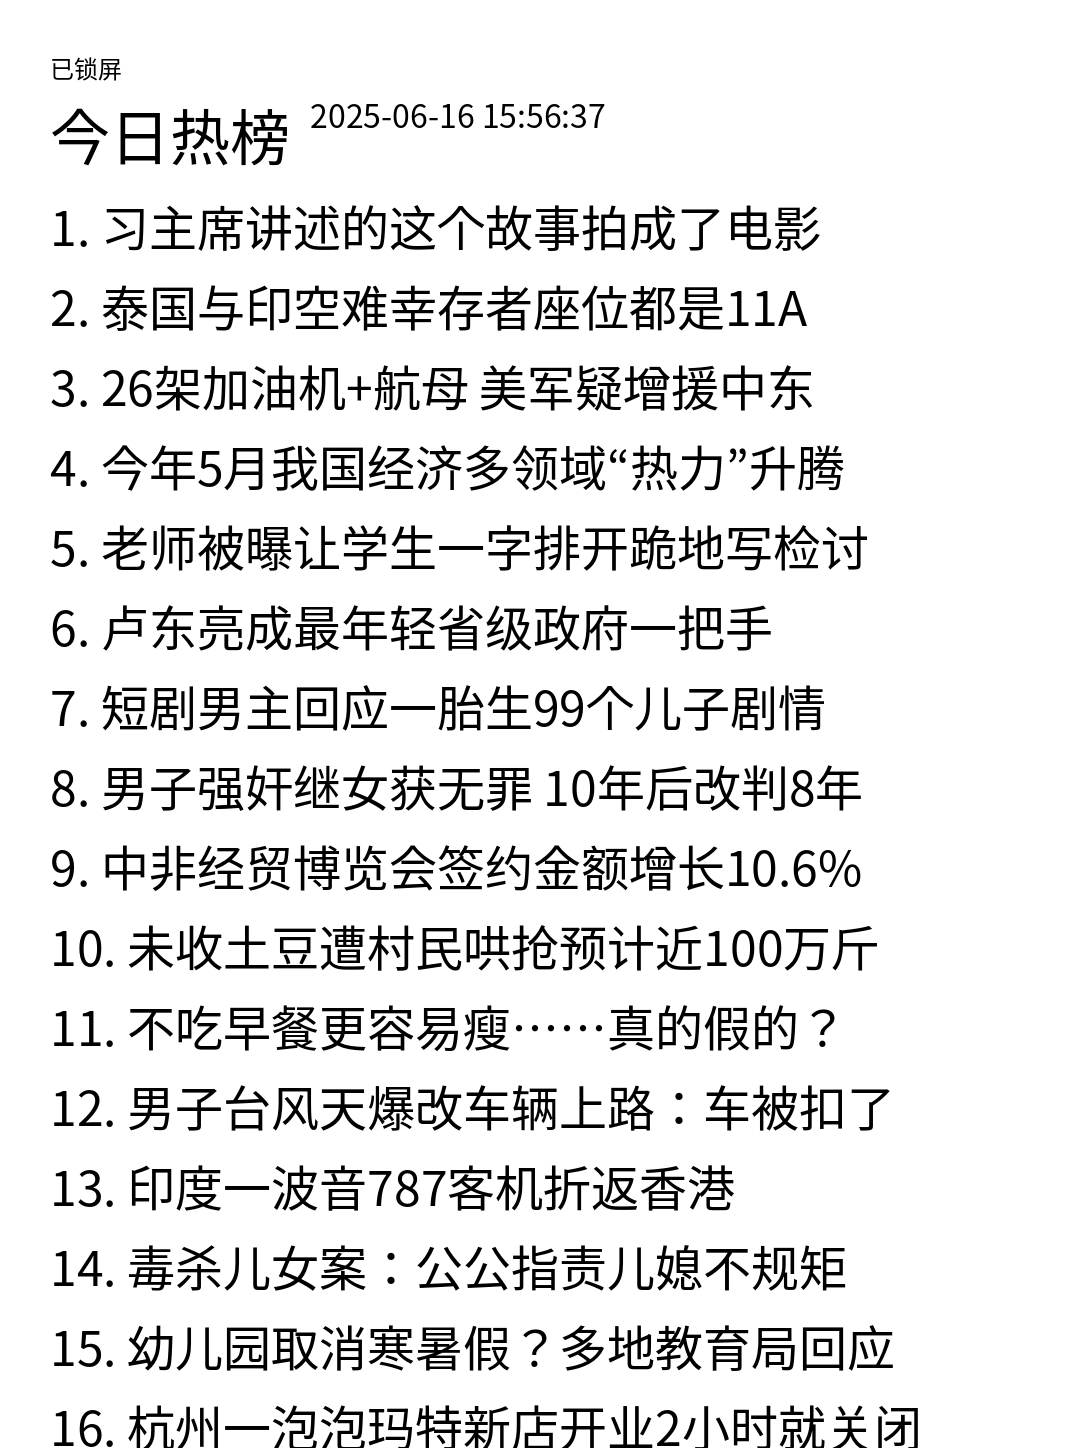 已锁屏
今日热榜 2025-06-16 15:56:37
1. 习主席讲述的这个故事拍成了电影
2. 泰国与印空难幸存者座位都是11A
3. 26架加油机+航母 美军疑增援中东
4. 今年5月我国经济多领域“热力”升腾
5. 老师被曝让学生一字排开跪地写检讨
6. 卢东亮成最年轻省级政府一把手
7. 短剧男主回应一胎生99个儿子剧情
8. 男子强奸继女获无罪 10年后改判8年
9. 中非经贸博览会签约金额增长10.6%
10. 未收土豆遭村民哄抢预计近100万斤
11. 不吃早餐更容易瘦……真的假的？
12. 男子台风天爆改车辆上路：车被扣了
13. 印度一波音787客机折返香港
14. 毒杀儿女案：公公指责儿媳不规矩
15. 幼儿园取消寒暑假？多地教育局回应
16. 杭州一泡泡玛特新店开业2小时就关闭